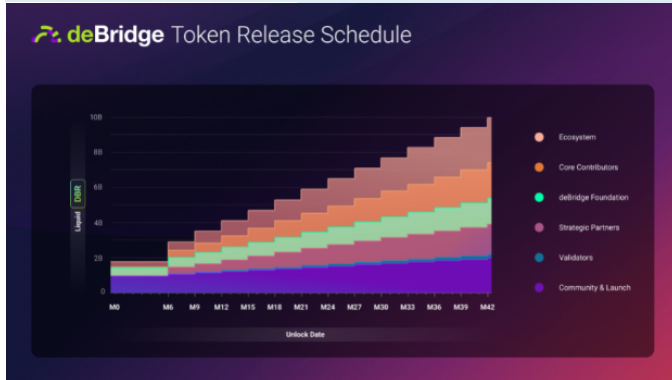 deBridge Token Release Schedule
10B
8B
6B
4B
2B
0
Liquid DBR
M0 M6 M9 M12 M15 M18 M21 M24 M27 M30 M33 M36 M39 M42
Unlock Date
Ecosystem
Core Contributors
deBridge Foundation
Strategic Partners
Validators
Community & Launch